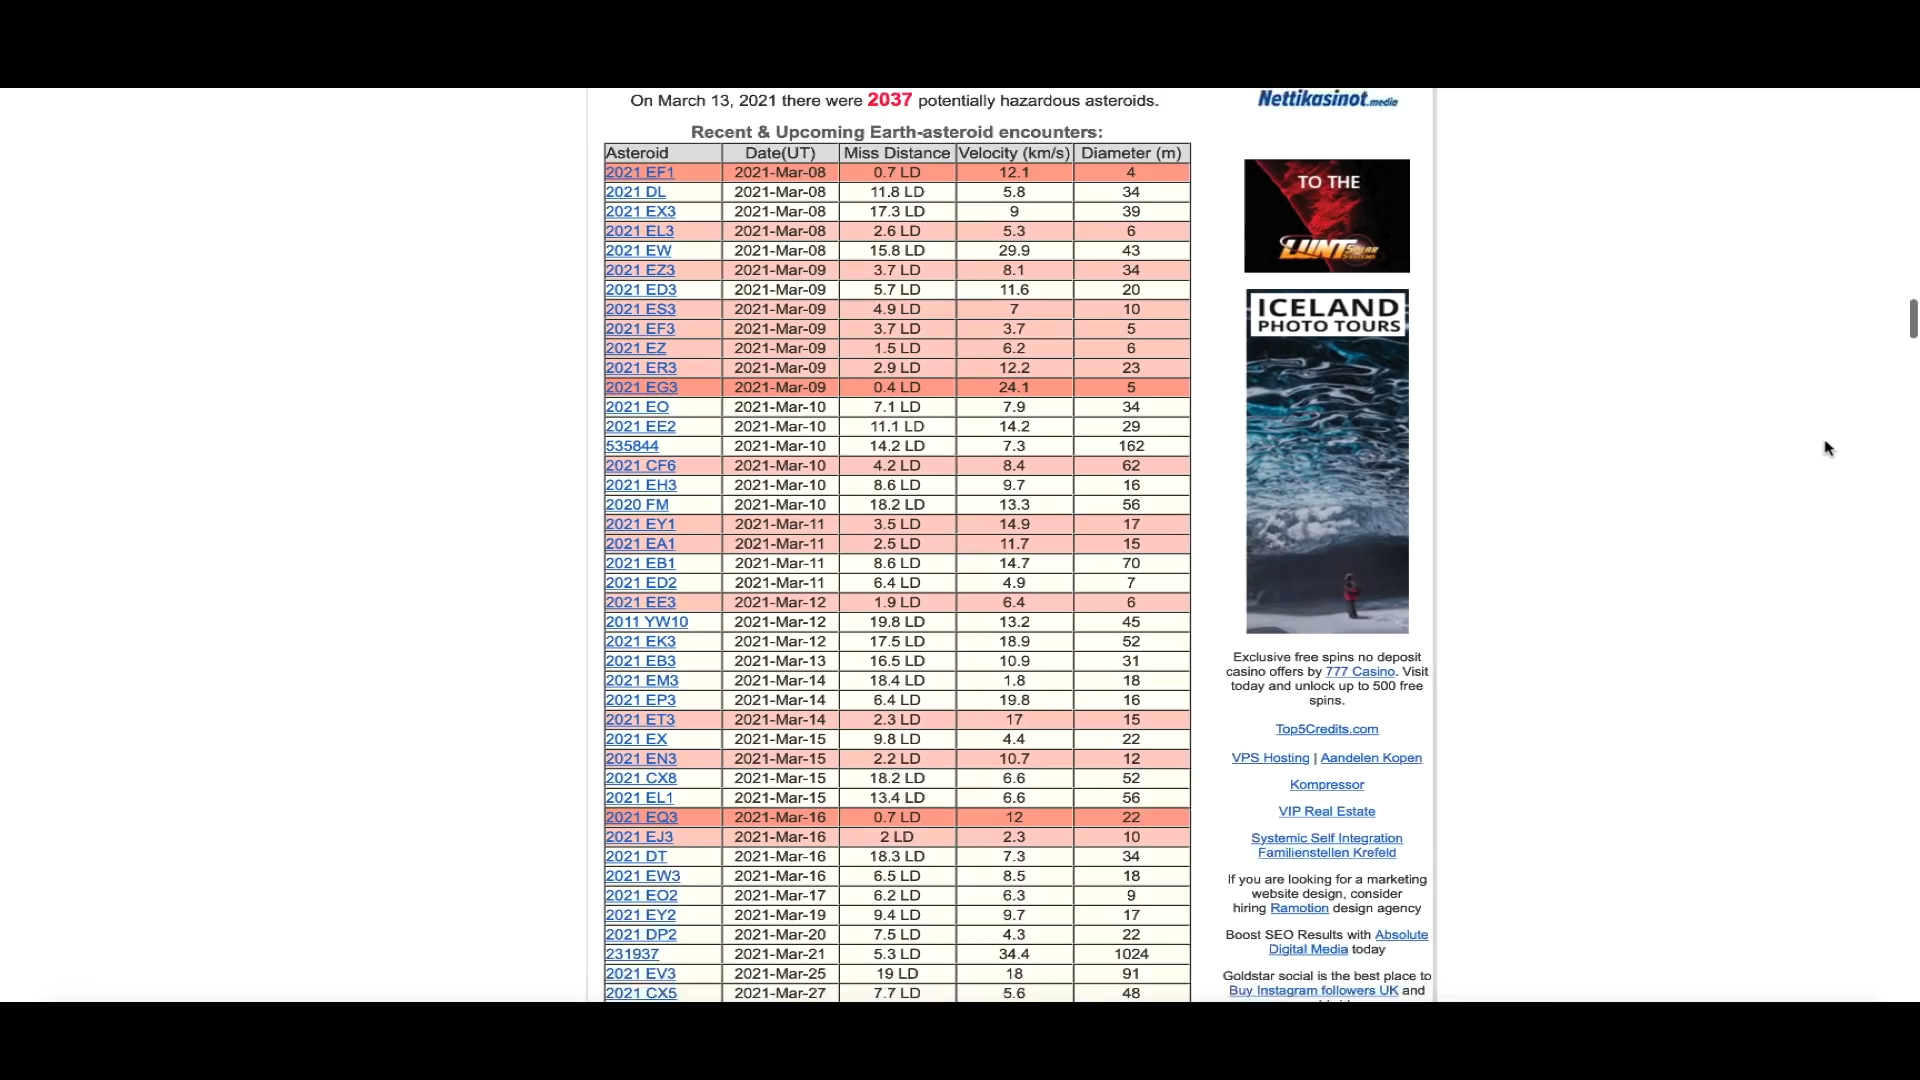 On March 13, 2021 there were 2037 potentially hazardous asteroids.
Recent & Upcoming Earth-asteroid encounters:
Asteroid Date(UT) Miss Distance Velocity (km/s) Diameter (m)
2021 EF1 2021-Mar-08 0.7 LD 12.1 4
2021 DL 2021-Mar-08 11.8 LD 5.8 34
2021 EX3 2021-Mar-08 17.3 LD 9 39
2021 EL3 2021-Mar-08 2.6 LD 5.3 6
2021 EW 2021-Mar-08 15.8 LD 29.9 43
2021 EZ3 2021-Mar-09 3.7 LD 8.1 34
2021 ED3 2021-Mar-09 5.7 LD 11.6 20
2021 ES3 2021-Mar-09 4.9 LD 7 10
2021 EF3 2021-Mar-09 3.7 LD 3.7 5
2021 EZ 2021-Mar-09 1.5 LD 6.2 6
2021 ER3 2021-Mar-09 2.9 LD 12.2 23
2021 EG3 2021-Mar-09 0.4 LD 24.1 5
2021 EO 2021-Mar-10 7.1 LD 7.9 34
2021 EE2 2021-Mar-10 11.1 LD 14.2 29
535844 2021-Mar-10 14.2 LD 7.3 162
2021 CF6 2021-Mar-10 4.2 LD 8.4 62
2021 EH3 2021-Mar-10 8.6 LD 9.7 16
2020 FM 2021-Mar-10 18.2 LD 13.3 56
2021 EY1 2021-Mar-11 3.5 LD 14.9 17
2021 EA1 2021-Mar-11 2.5 LD 11.7 15
2021 EB1 2021-Mar-11 8.6 LD 14.7 70
2021 ED2 2021-Mar-11 6.4 LD 4.9 7
2021 EE3 2021-Mar-12 1.9 LD 6.4 6
2011 YW10 2021-Mar-12 19.8 LD 13.2 45
2021 EK3 2021-Mar-12 17.5 LD 18.9 52
2021 EB3 2021-Mar-13 16.5 LD 10.9 31
2021 EM3 2021-Mar-14 18.4 LD 1.8 18
2021 EP3 2021-Mar-14 6.4 LD 19.8 16
2021 ET3 2021-Mar-14 2.3 LD 17 15
2021 EX 2021-Mar-15 9.8 LD 4.4 22
2021 EN3 2021-Mar-15 2.2 LD 10.7 12
2021 CX8 2021-Mar-15 18.2 LD 6.6 52
2021 EL1 2021-Mar-15 13.4 LD 6.6 56
2021 EQ3 2021-Mar-16 0.7 LD 12 22
2021 EJ3 2021-Mar-16 2 LD 2.3 10
2021 DT 2021-Mar-16 18.3 LD 7.3 34
2021 EW3 2021-Mar-16 6.5 LD 8.5 18
2021 EO2 2021-Mar-17 6.2 LD 6.3 9
2021 EY2 2021-Mar-19 9.4 LD 9.7 17
2021 DP2 2021-Mar-20 7.5 LD 4.3 22
231937 2021-Mar-21 5.3 LD 34.4 1024
2021 EV3 2021-Mar-25 19 LD 18 91
2021 CX5 2021-Mar-27 7.7 LD 5.6 48
Nettikasinot.media
TO THE
LUNT SOLAR
SYSTEMS
ICELAND
PHOTO TOURS
Exclusive free spins no deposit
casino offers by 777 Casino. Visit
today and unlock up to 500 free
spins.
Top5Credits.com
VPS Hosting | Aandelen Kopen
Kompressor
VIP Real Estate
Systemic Self Integration
Familienstellen Krefeld
If you are looking for a marketing
website design, consider
hiring Ramotion design agency
Boost SEO Results with Absolute
Digital Media today
Goldstar social is the best place to
Buy Instagram followers UK and